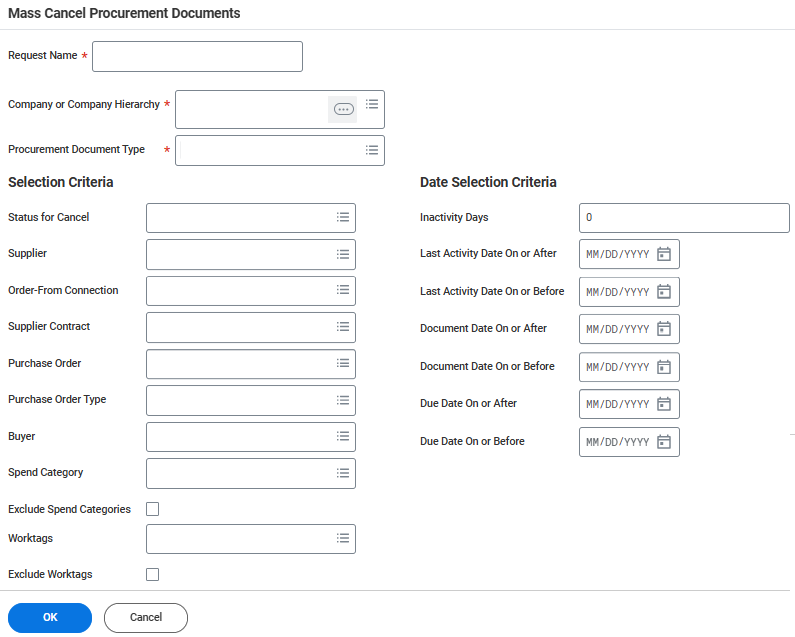 Mass Cancel Procurement Documents
Request Name *
Company or Company Hierarchy *
Procurement Document Type *
Selection Criteria
Status for Cancel
Supplier
Order-From Connection
Supplier Contract
Purchase Order
Purchase Order Type
Buyer
Spend Category
Exclude Spend Categories
Worktags
Exclude Worktags
Date Selection Criteria
Inactivity Days 0
Last Activity Date On or After MM/DD/YYYY
Last Activity Date On or Before MM/DD/YYYY
Document Date On or After MM/DD/YYYY
Document Date On or Before MM/DD/YYYY
Due Date On or After MM/DD/YYYY
Due Date On or Before MM/DD/YYYY
OK Cancel